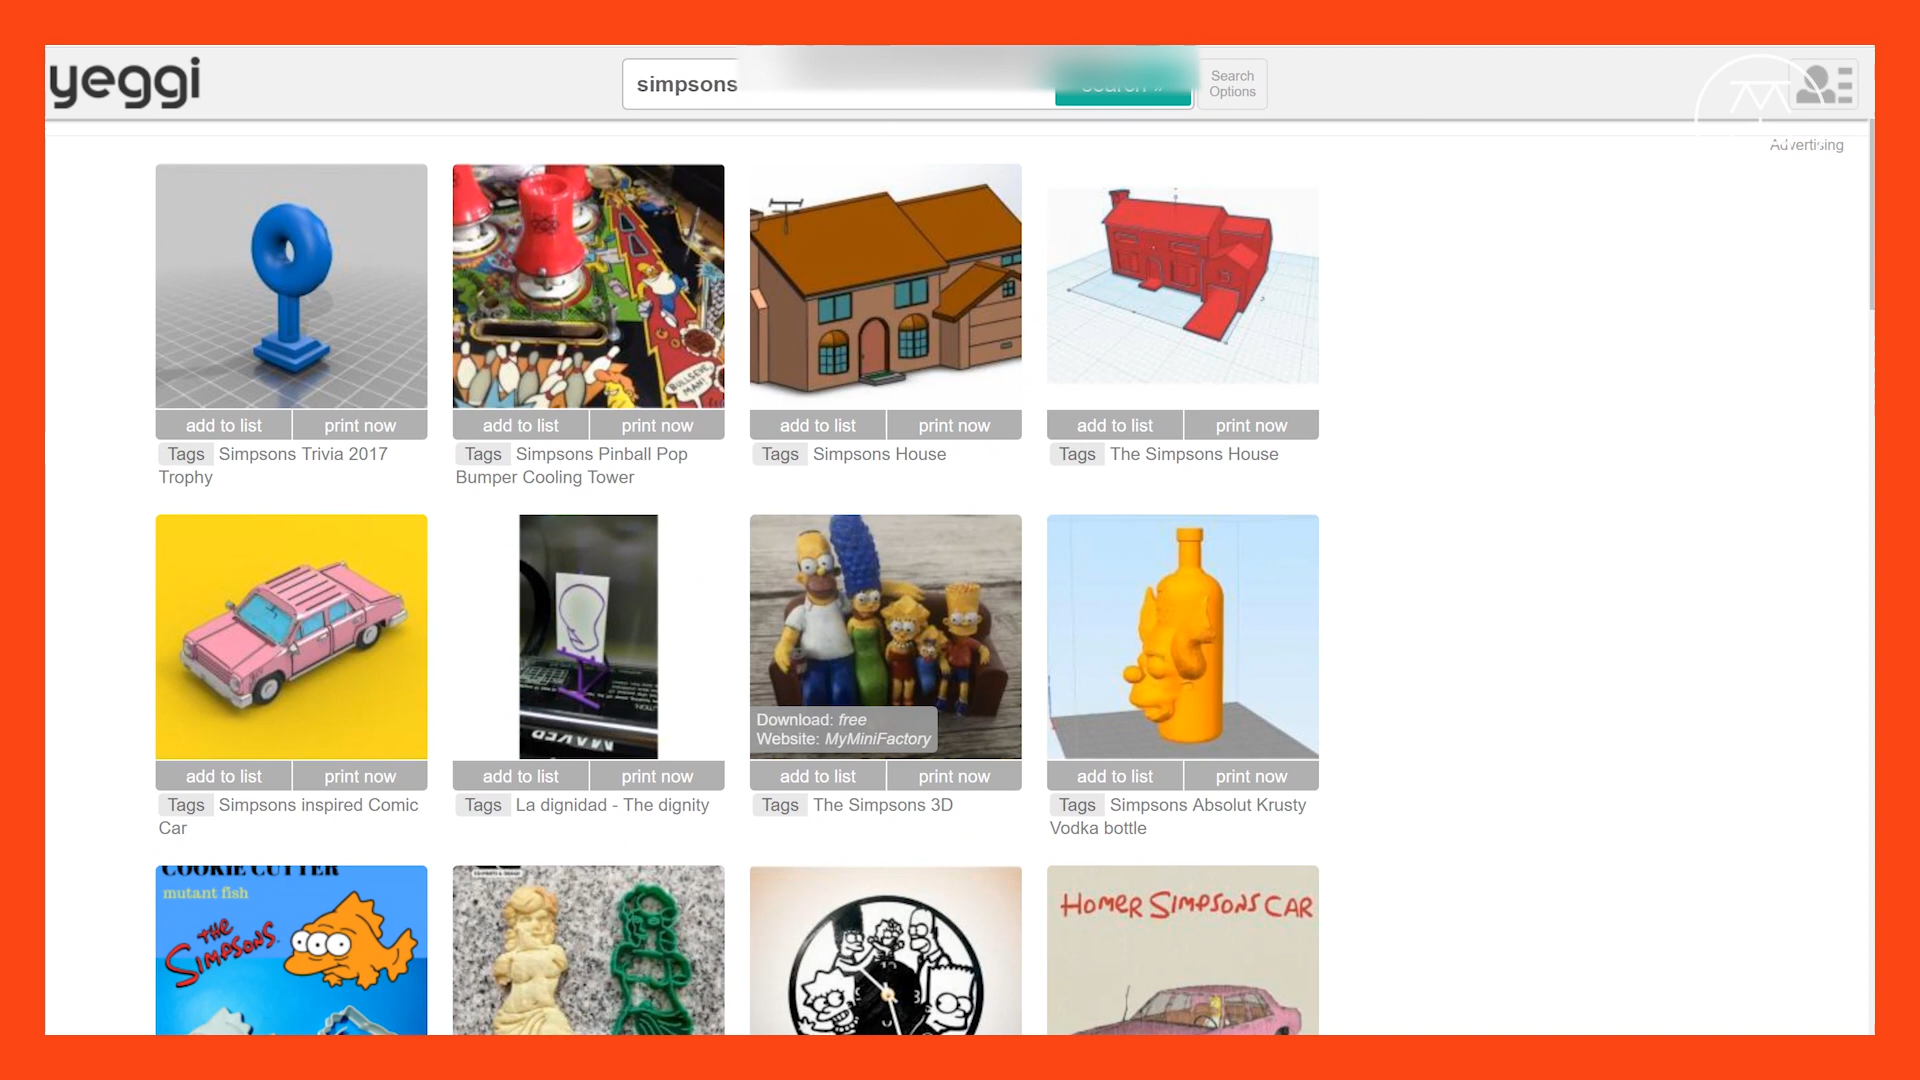 yeggi
simpsons
search »
Search
Options
Advertising
BULLSEYE,
MAN!
add to list print now
add to list print now
add to list print now
add to list print now
Tags Simpsons Trivia 2017
Trophy
Tags Simpsons Pinball Pop
Bumper Cooling Tower
Tags Simpsons House
Tags The Simpsons House
Download: free
Website: MyMiniFactory
add to list print now
add to list print now
add to list print now
add to list print now
Tags Simpsons inspired Comic
Car
Tags La dignidad - The dignity
Tags The Simpsons 3D
Tags Simpsons Absolut Krusty
Vodka bottle
COOKIE CUTTER
mutant fish
THE
SIMPSONS
HOMER SIMPSONS CAR